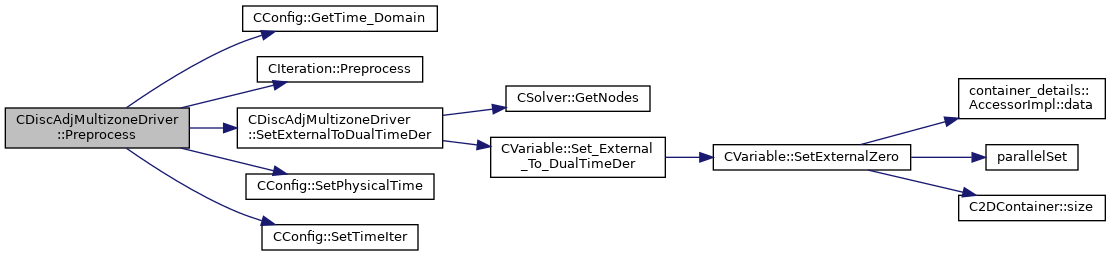 CDiscAdjMultizoneDriver
::Preprocess
CConfig::GetTime_Domain
CIteration::Preprocess
CDiscAdjMultizoneDriver
::SetExternalToDualTimeDer
CConfig::SetPhysicalTime
CConfig::SetTimeIter
CSolver::GetNodes
CVariable::Set_External
_To_DualTimeDer
CVariable::SetExternalZero
container_details::
AccessorImpl::data
parallelSet
C2DContainer::size